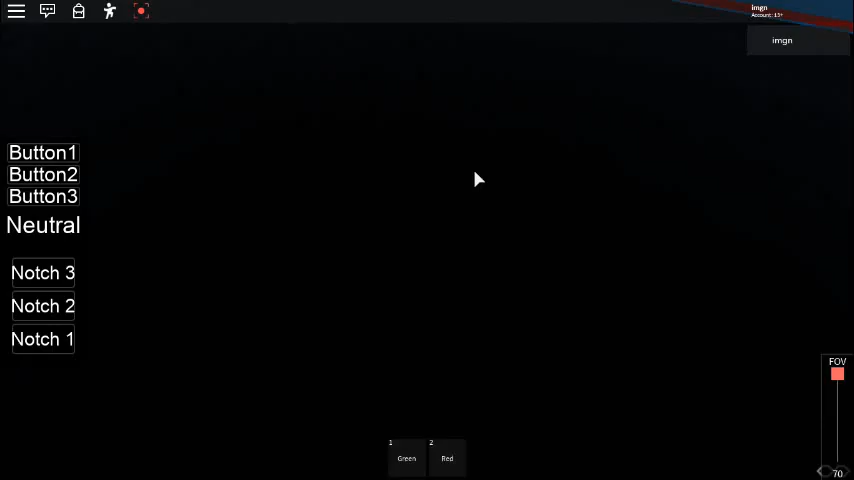 imgn
Account: 13+
imgn
Button1
Button2
Button3
Neutral
Notch 3
Notch 2
Notch 1
FOV
70
1
Green
2
Red